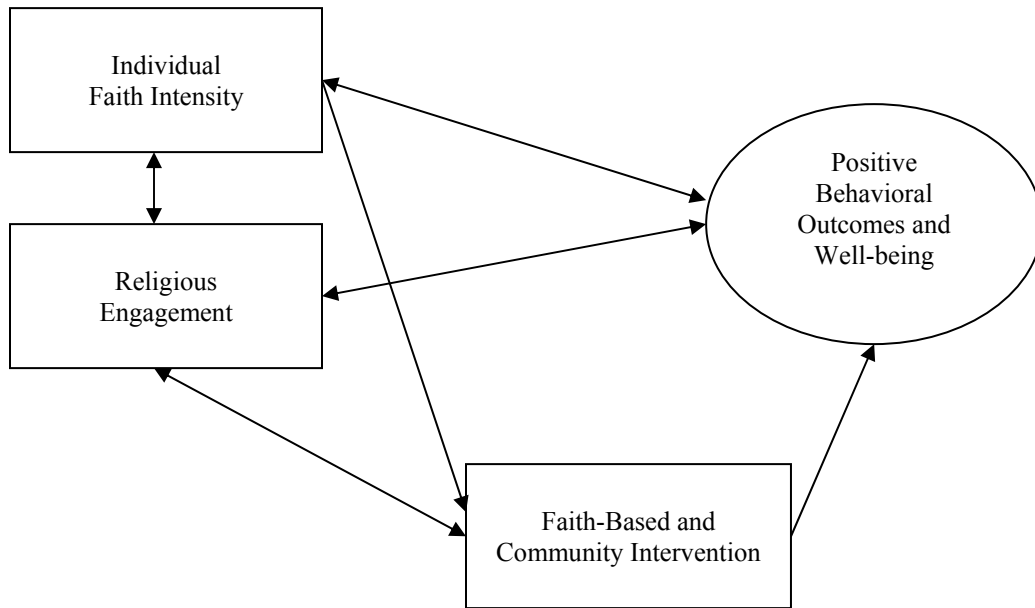 Individual
Faith Intensity
Positive
Behavioral
Outcomes and
Well-being
Religious
Engagement
Faith-Based and
Community Intervention